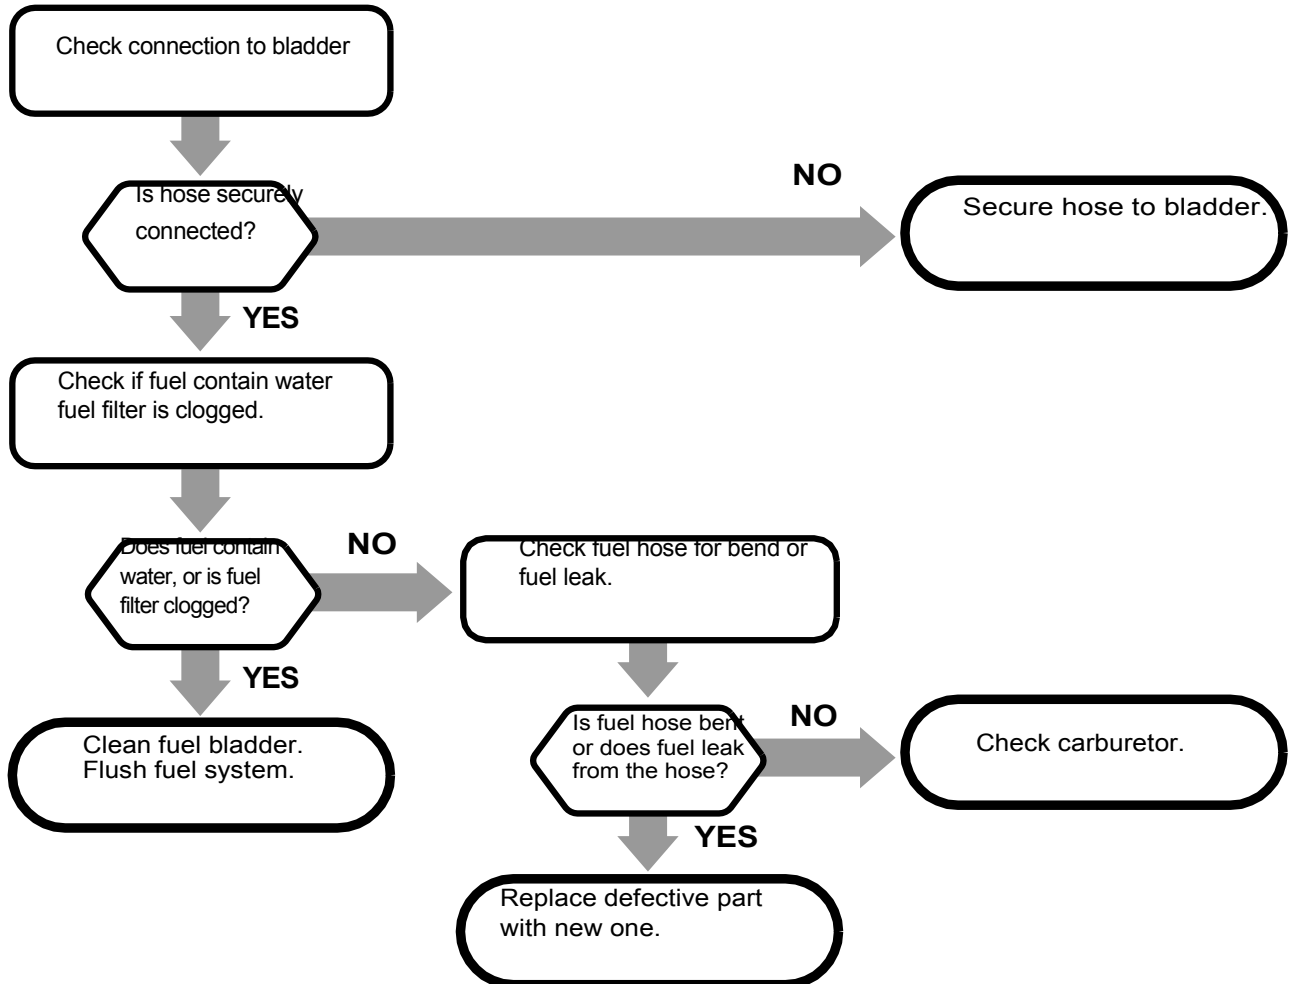 Check connection to bladder
NO
Is hose securely
connected?
Secure hose to bladder.
YES
Check if fuel contain water
fuel filter is clogged.
Does fuel contain
water, or is fuel
filter clogged?
NO
Check fuel hose for bend or
fuel leak.
YES
Clean fuel bladder.
Flush fuel system.
Is fuel hose bent
or does fuel leak
from the hose?
NO
Check carburetor.
YES
Replace defective part
with new one.